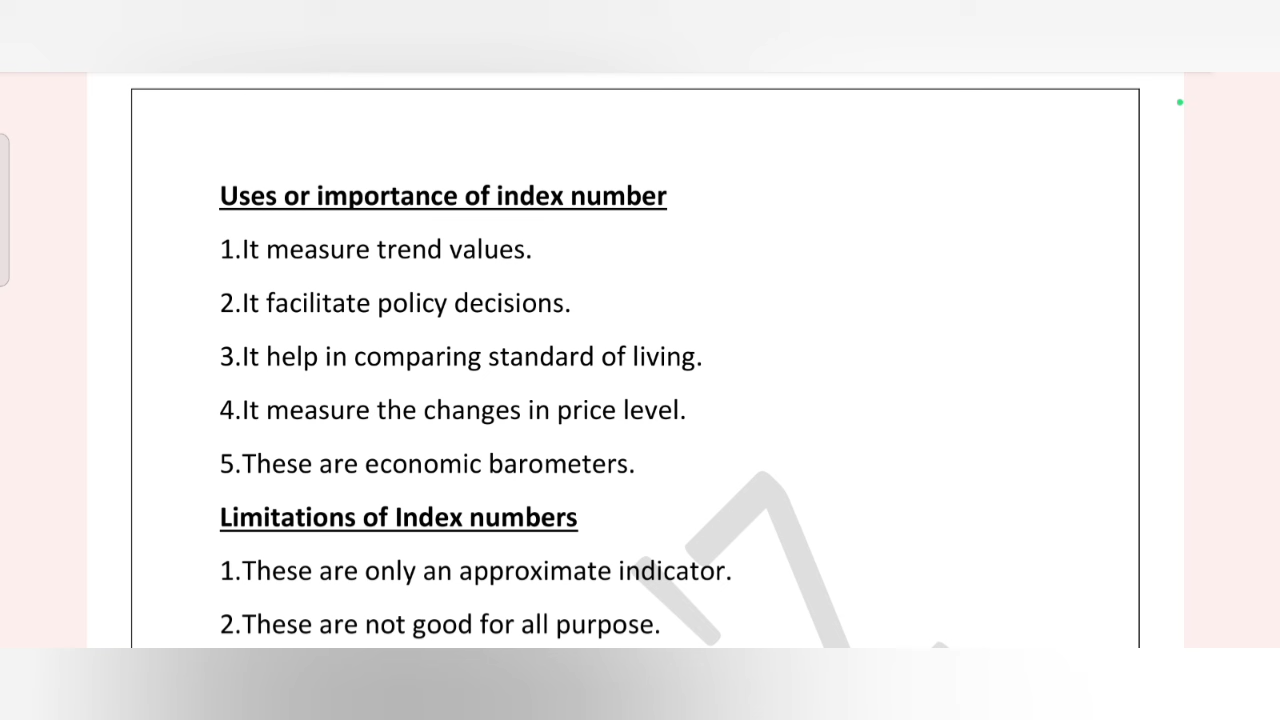 Uses or importance of index number
1.It measure trend values.
2.It facilitate policy decisions.
3.It help in comparing standard of living.
4.It measure the changes in price level.
5.These are economic barometers.
Limitations of Index numbers
1.These are only an approximate indicator.
2.These are not good for all purpose.